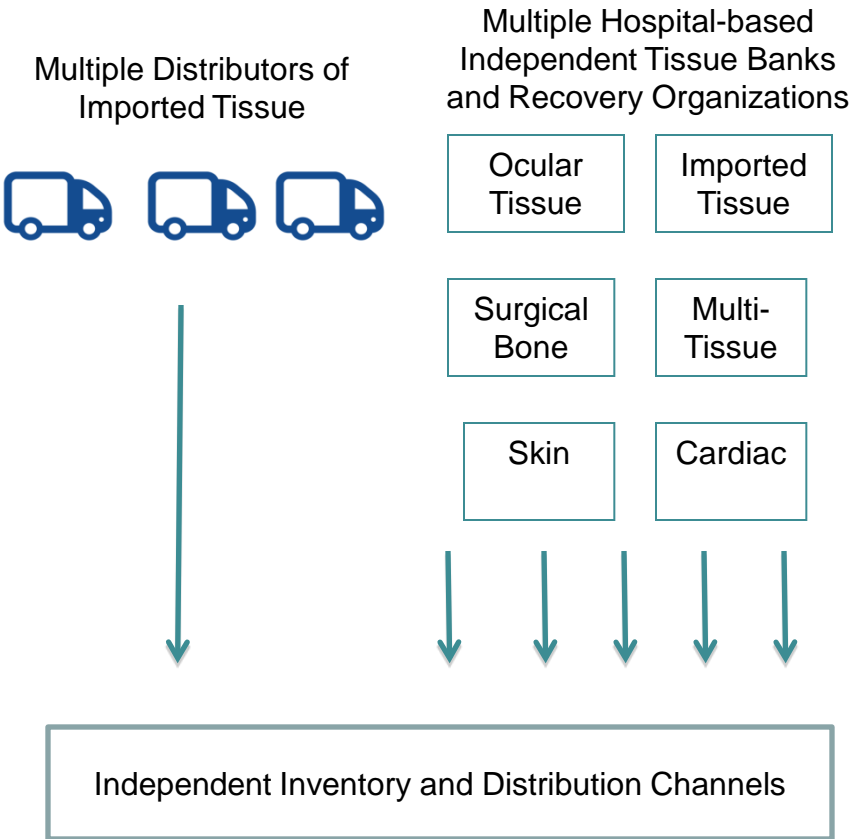 Multiple Distributors of
Imported Tissue
Multiple Hospital-based
Independent Tissue Banks
and Recovery Organizations
Ocular
Tissue
Imported
Tissue
Surgical
Bone
Multi-
Tissue
Skin
Cardiac
Independent Inventory and Distribution Channels